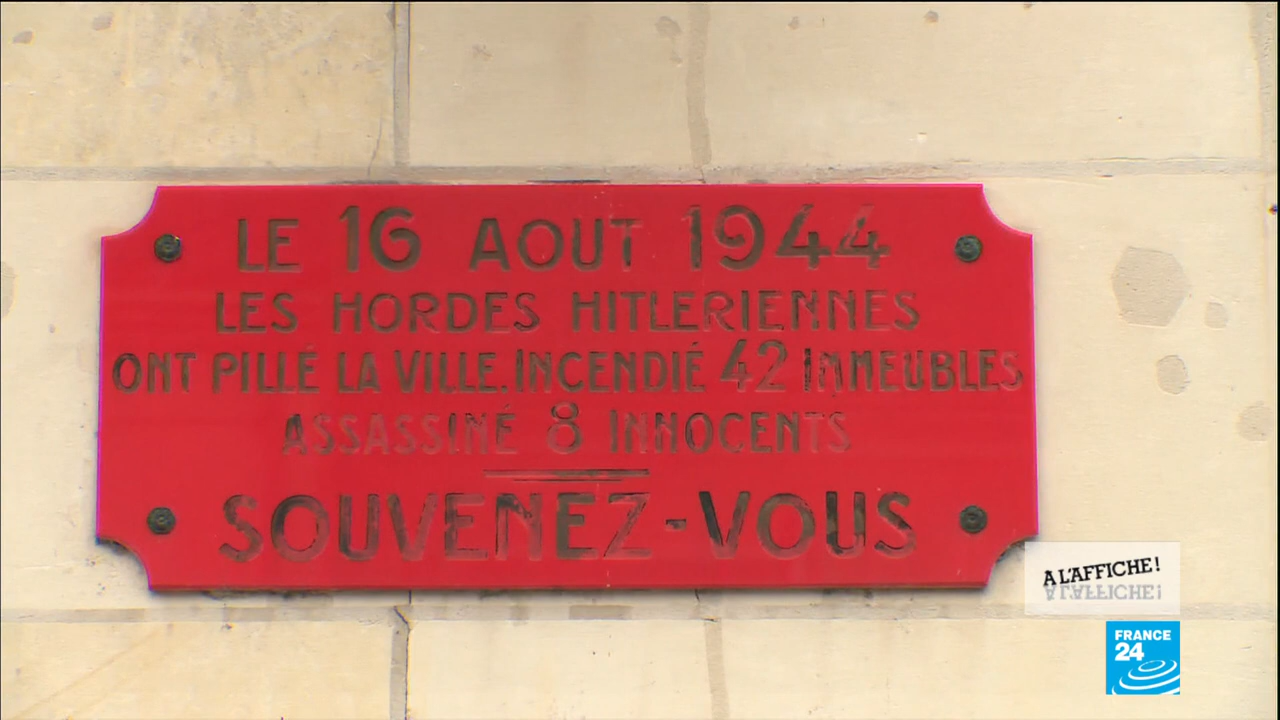 LE 16 AOUT 1944
LES HORDES HITLERIENNES
ONT PILLÉ LA VILLE. INCENDIÉ 42 IMMEUBLES
ASSASSINÉ 8 INNOCENTS
SOUVENEZ-VOUS
A L'AFFICHE!
A L'AFFICHE!
FRANCE
24